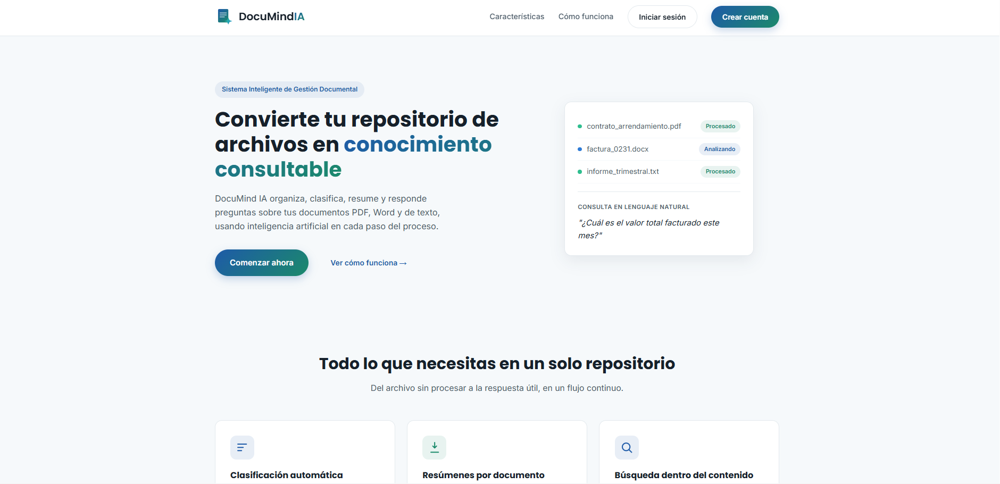 DocuMindIA
Características
Cómo funciona
Iniciar sesión
Crear cuenta
Sistema Inteligente de Gestión Documental
Convierte tu repositorio de
archivos en conocimiento
consultable
DocuMind IA organiza, clasifica, resume y responde
preguntas sobre tus documentos PDF, Word y de texto,
usando inteligencia artificial en cada paso del proceso.
Comenzar ahora
Ver cómo funciona →
contrato_arrendamiento.pdf
Procesado
factura_0231.docx
Analizando
informe_trimestral.txt
Procesado
CONSULTA EN LENGUAJE NATURAL
"¿Cuál es el valor total facturado este
mes?"
Todo lo que necesitas en un solo repositorio
Del archivo sin procesar a la respuesta útil, en un flujo continuo.
Clasificación automática
Resúmenes por documento
Búsqueda dentro del contenido